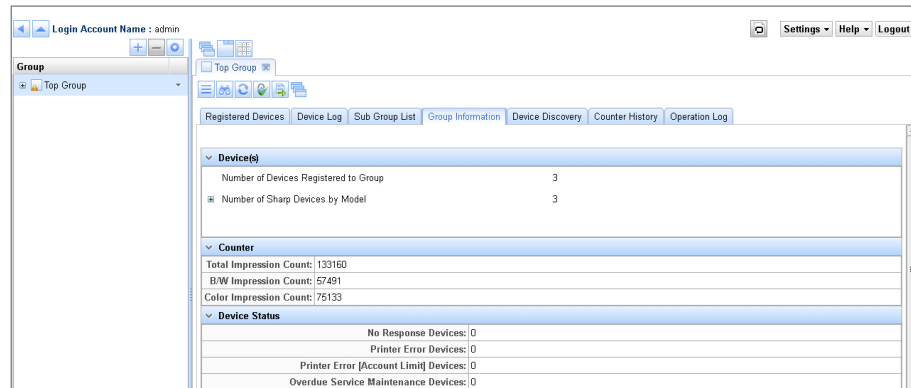 Login Account Name : admin
Settings Help Logout
Group
Top Group
Top Group
Registered Devices Device Log Sub Group List Group Information Device Discovery Counter History Operation Log
Device(s)
Number of Devices Registered to Group 3
Number of Sharp Devices by Model 3
Counter
Total Impression Count: 133160
B/W Impression Count: 57491
Color Impression Count: 75133
Device Status
No Response Devices: 0
Printer Error Devices: 0
Printer Error [Account Limit] Devices: 0
Overdue Service Maintenance Devices: 0